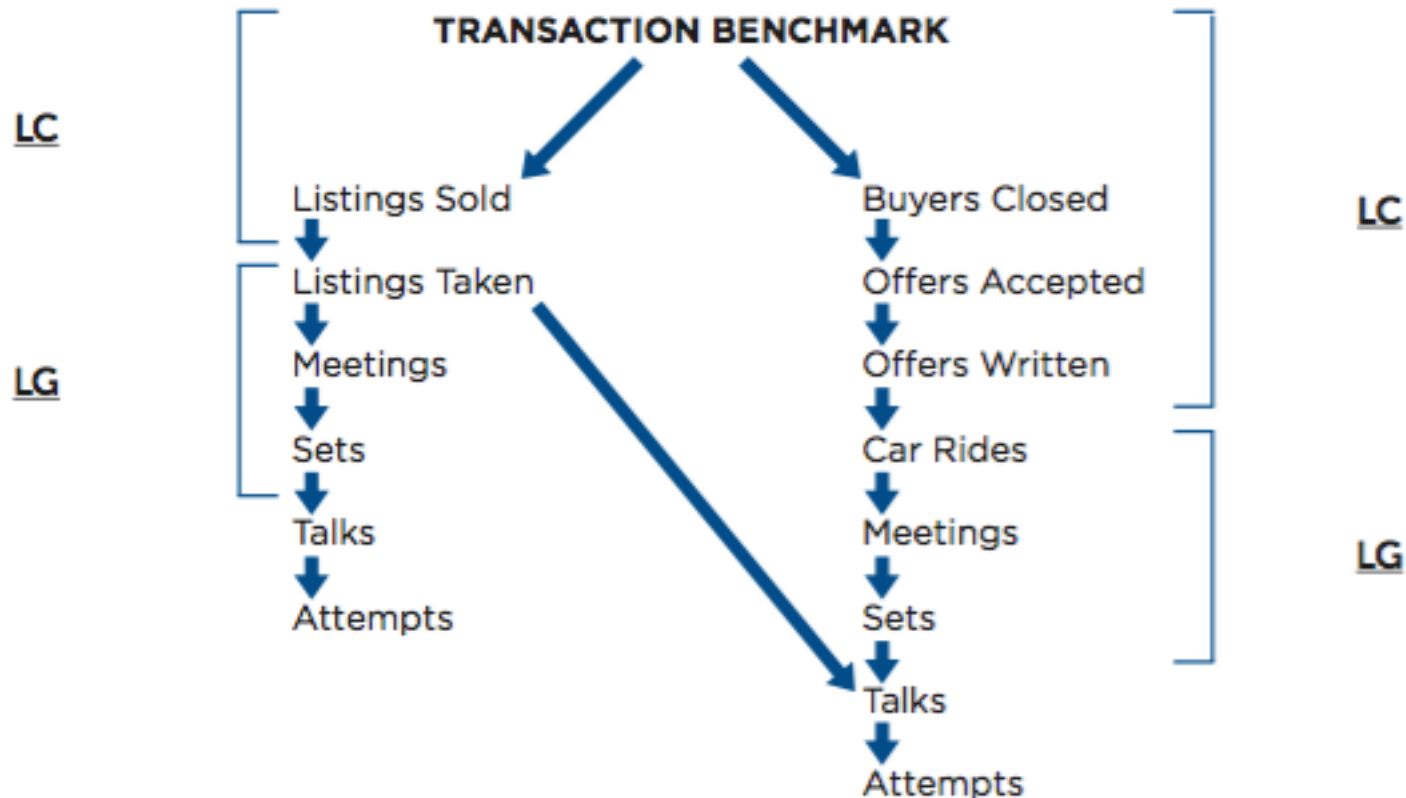 TRANSACTION BENCHMARK
LC
Listings Sold
Listings Taken
LG
Meetings
Sets
Talks
Attempts
Buyers Closed
LC
Offers Accepted
Offers Written
Car Rides
Meetings
LG
Sets
Talks
Attempts